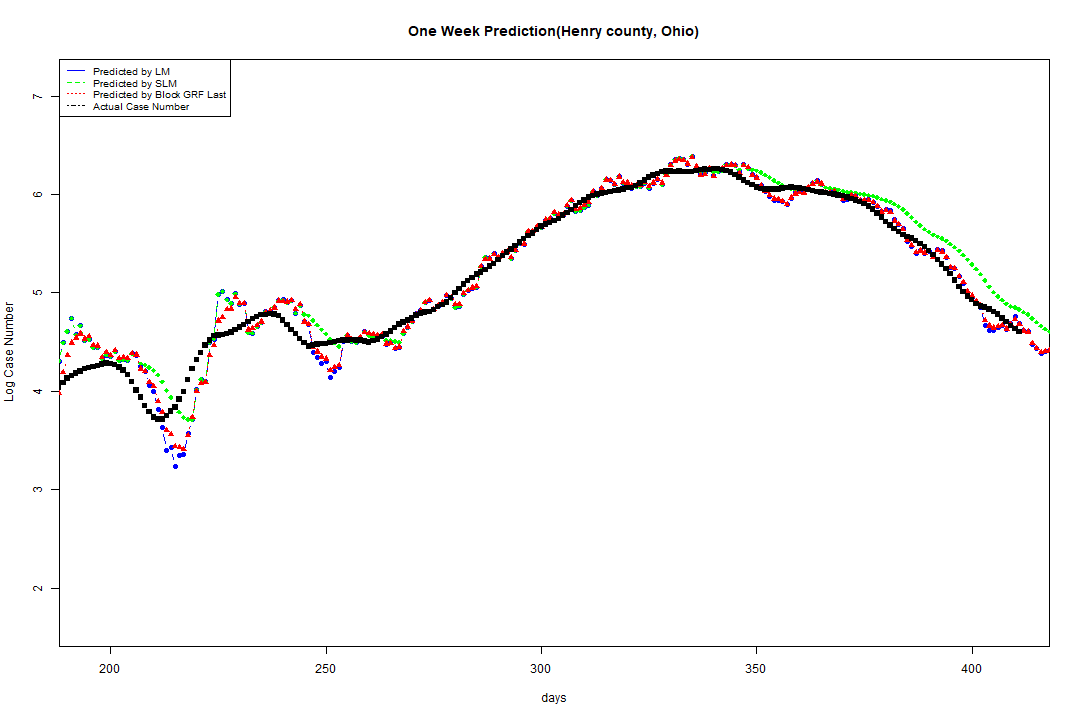 One Week Prediction(Henry county, Ohio)
Predicted by LM
Predicted by SLM
Predicted by Block GRF Last
Actual Case Number
7
6
5
4
3
2
Log Case Number
200 250 300 350 400
days